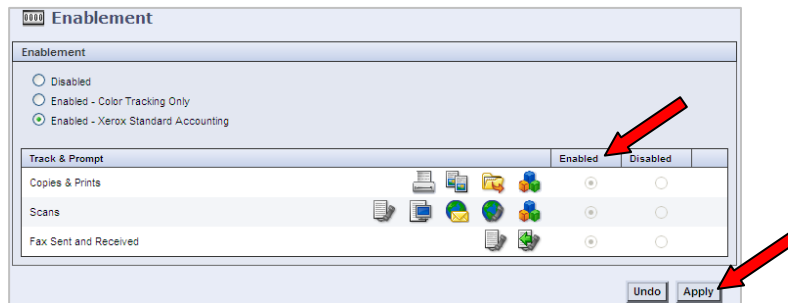 0000 Enablement
Enablement
Disabled
Enabled - Color Tracking Only
Enabled - Xerox Standard Accounting
Track & Prompt Enabled Disabled
Copies & Prints
Scans
Fax Sent and Received
Undo Apply